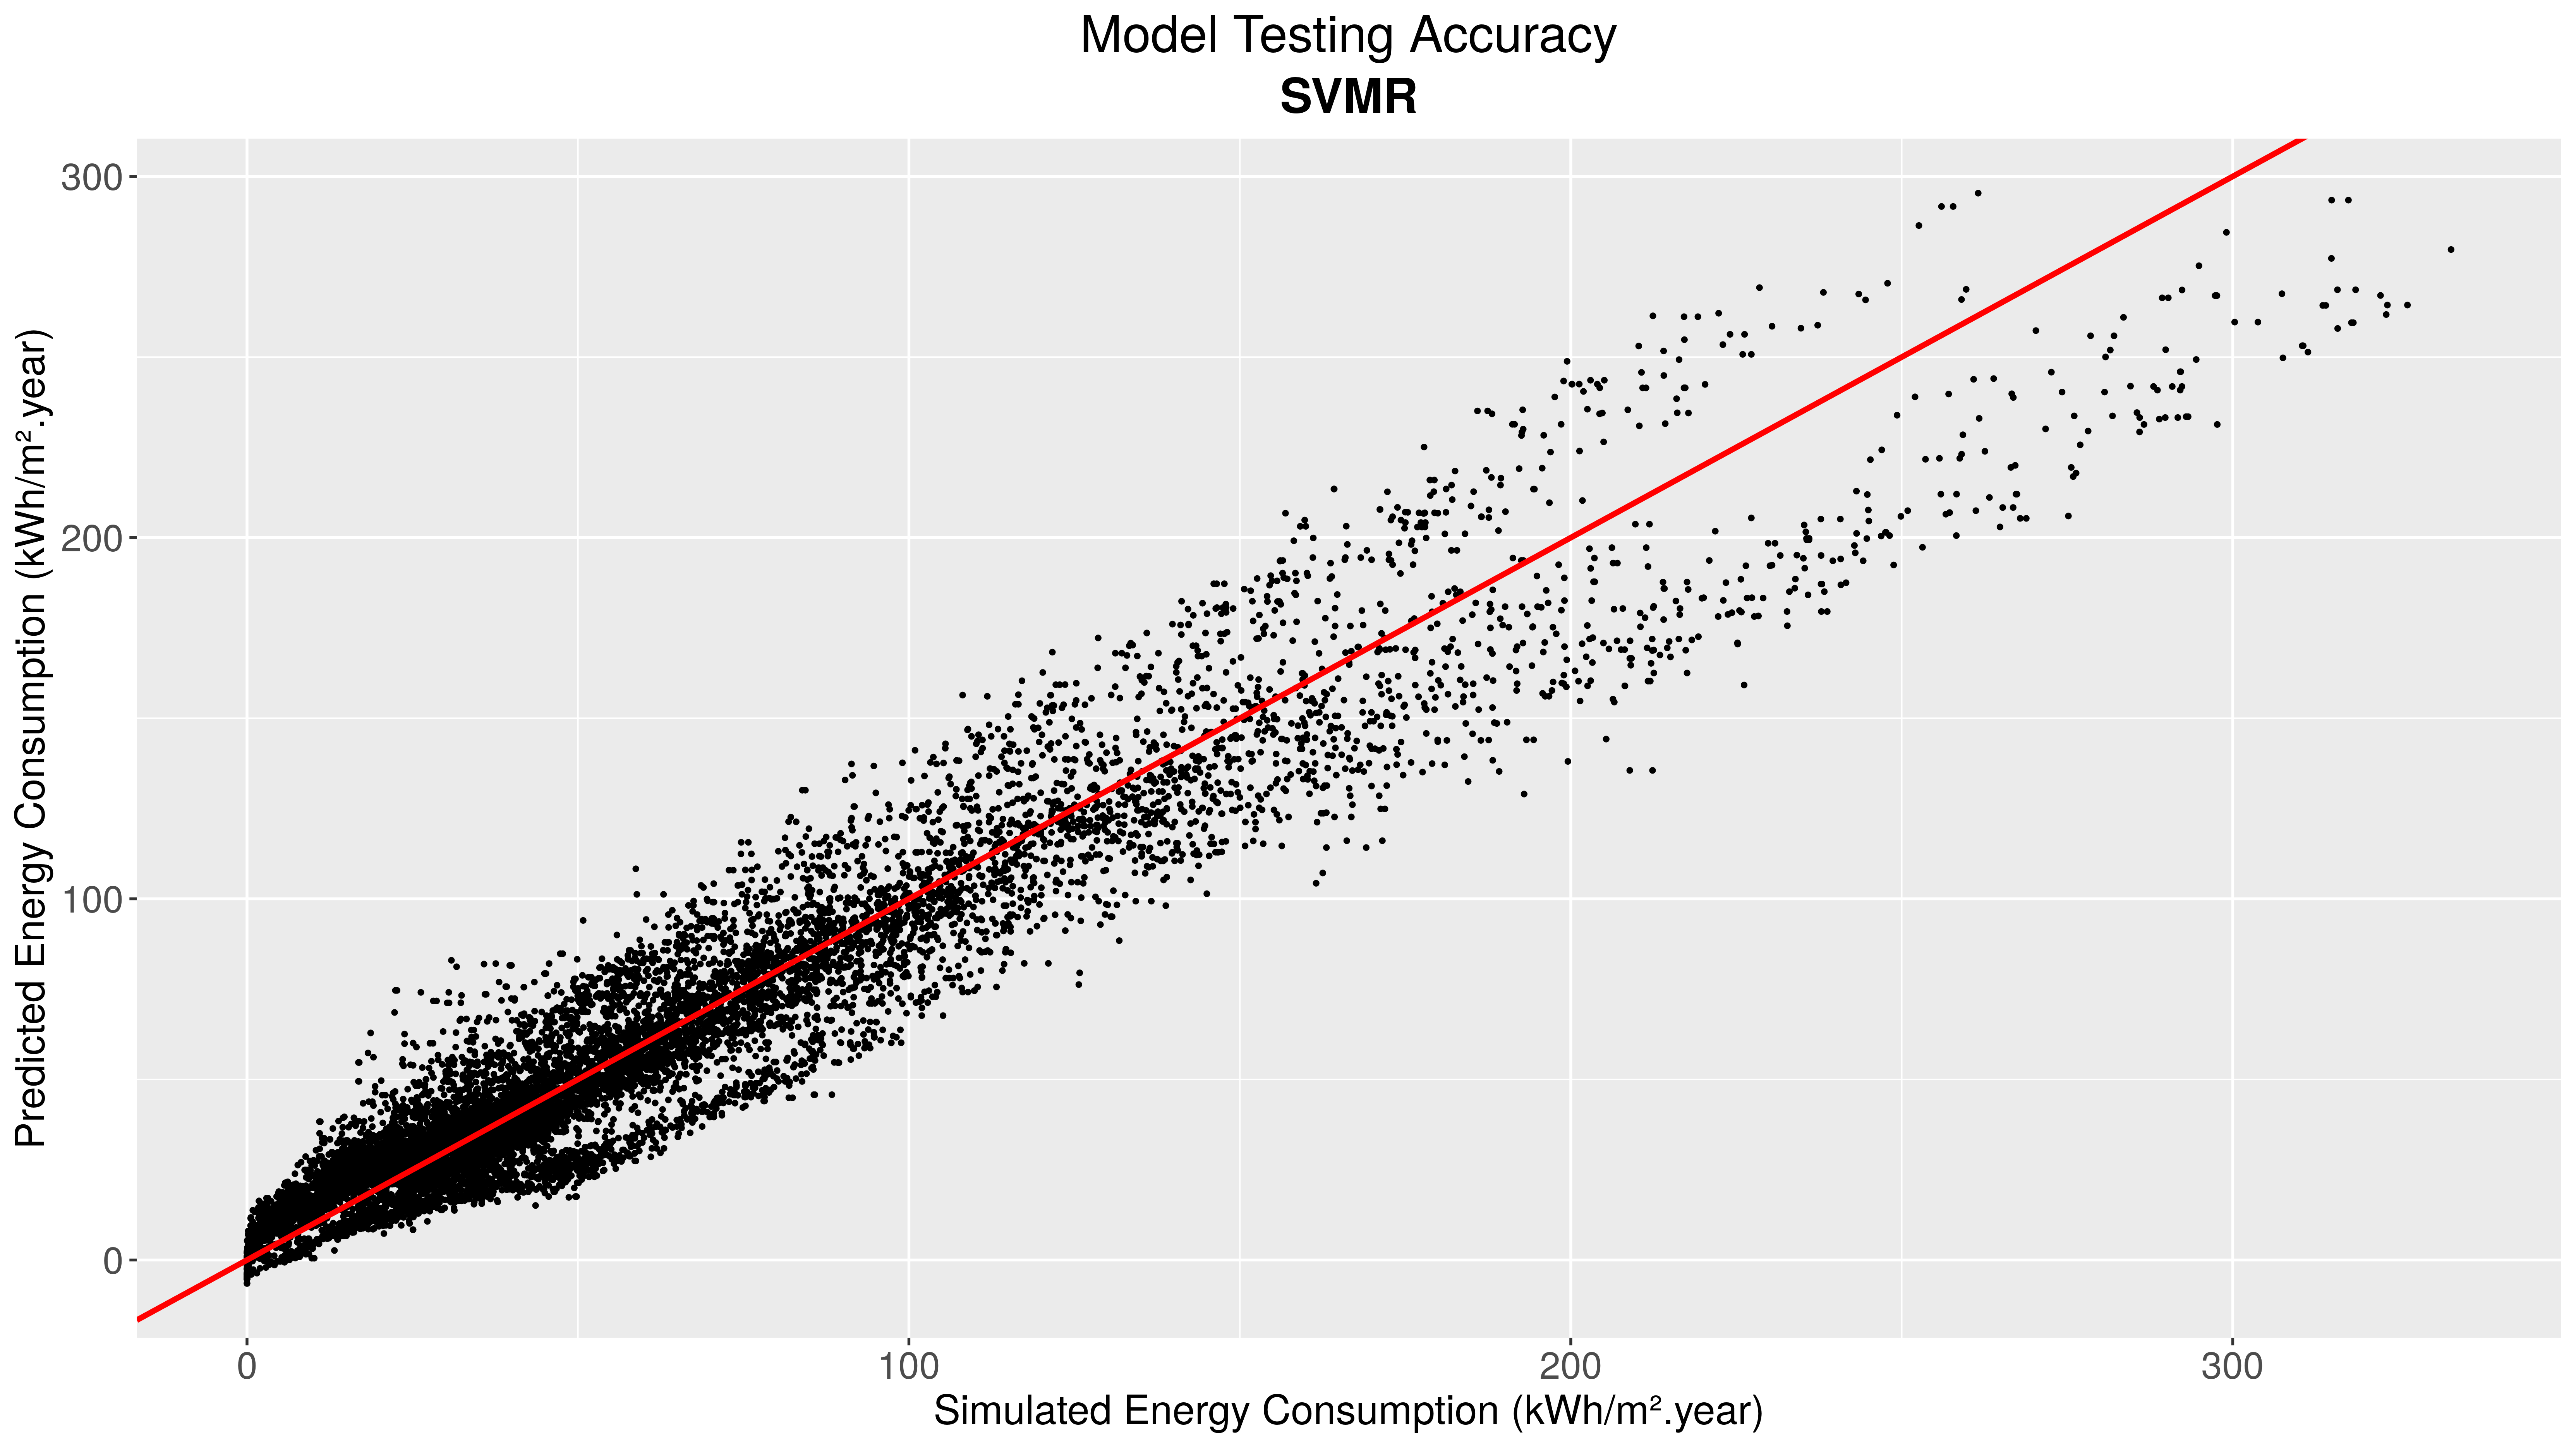 Model Testing Accuracy
SVMR
Predicted Energy Consumption (kWh/m².year)
300
200
100
0
0 100 200 300
Simulated Energy Consumption (kWh/m².year)